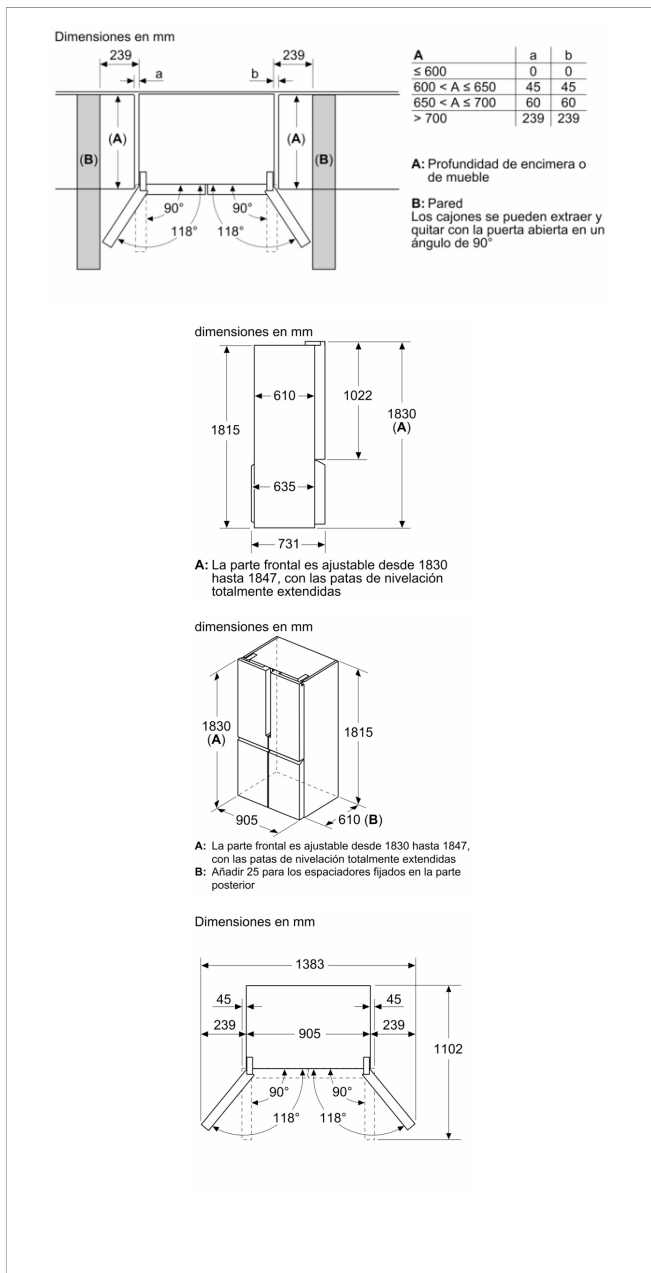 Dimensiones en mm
239
239
a
b
(A)
(A)
(B)
(B)
90°
90°
118°
118°
A a b
≤ 600 0 0
600 < A ≤ 650 45 45
650 < A ≤ 700 60 60
> 700 239 239
A: Profundidad de encimera o
de mueble
B: Pared
Los cajones se pueden extraer y
quitar con la puerta abierta en un
ángulo de 90°
dimensiones en mm
610
1022
1815
1830
(A)
635
731
A: La parte frontal es ajustable desde 1830
hasta 1847, con las patas de nivelación
totalmente extendidas
dimensiones en mm
1830
(A)
1815
905
610 (B)
A: La parte frontal es ajustable desde 1830 hasta 1847,
con las patas de nivelación totalmente extendidas
B: Añadir 25 para los espaciadores fijados en la parte
posterior
Dimensiones en mm
1383
45
45
239
905
239
1102
90°
90°
118°
118°